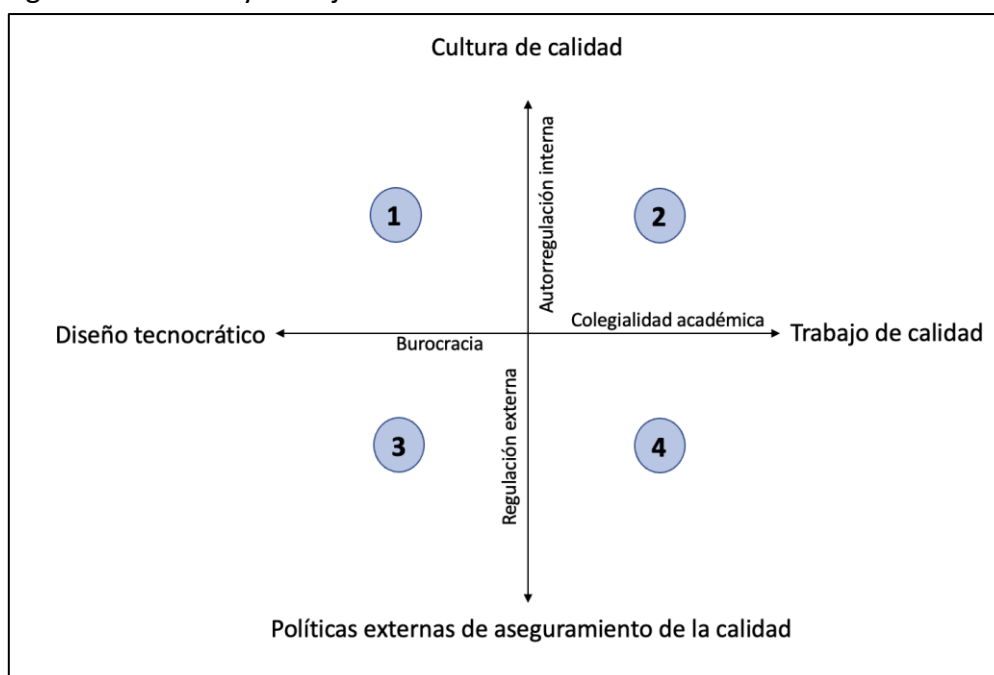 Cultura de calidad
Autorregulación interna
1
2
Colegialidad académica
Diseño tecnocrático
Trabajo de calidad
Burocracia
Regulación externa
3
4
Políticas externas de aseguramiento de la calidad